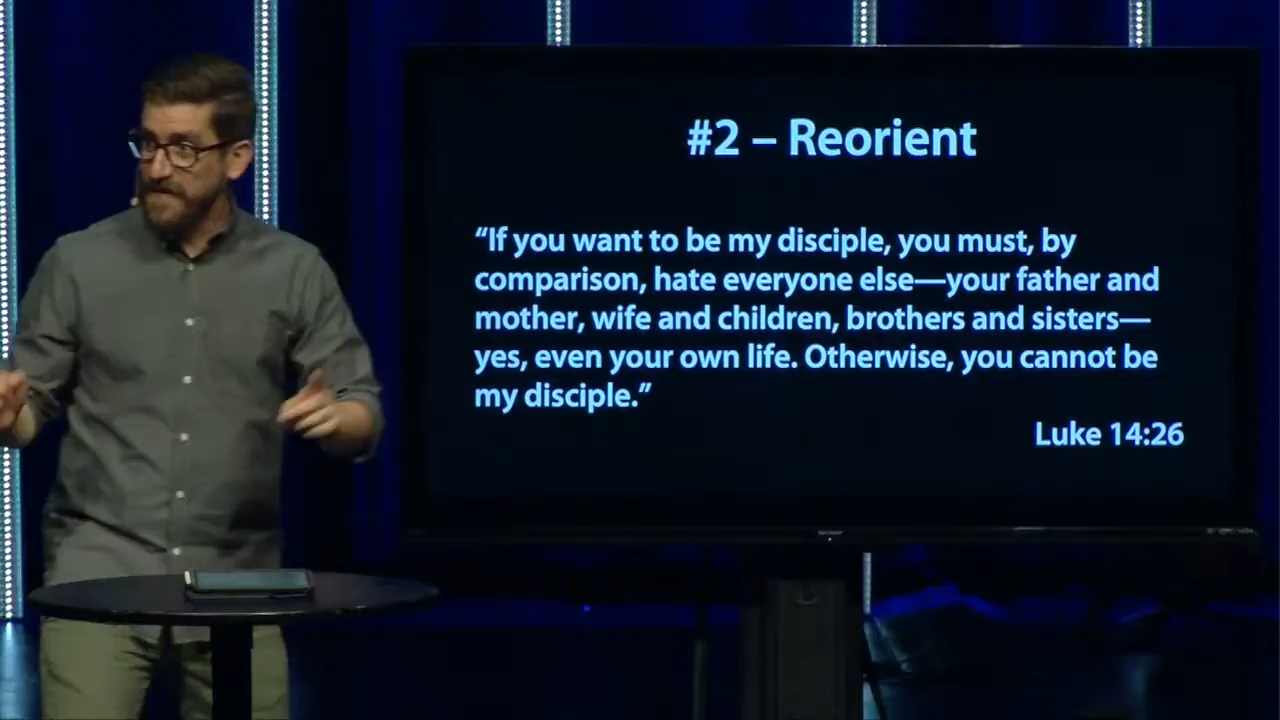 #2 – Reorient
“If you want to be my disciple, you must, by
comparison, hate everyone else—your father and
mother, wife and children, brothers and sisters—
yes, even your own life. Otherwise, you cannot be
my disciple.”
Luke 14:26